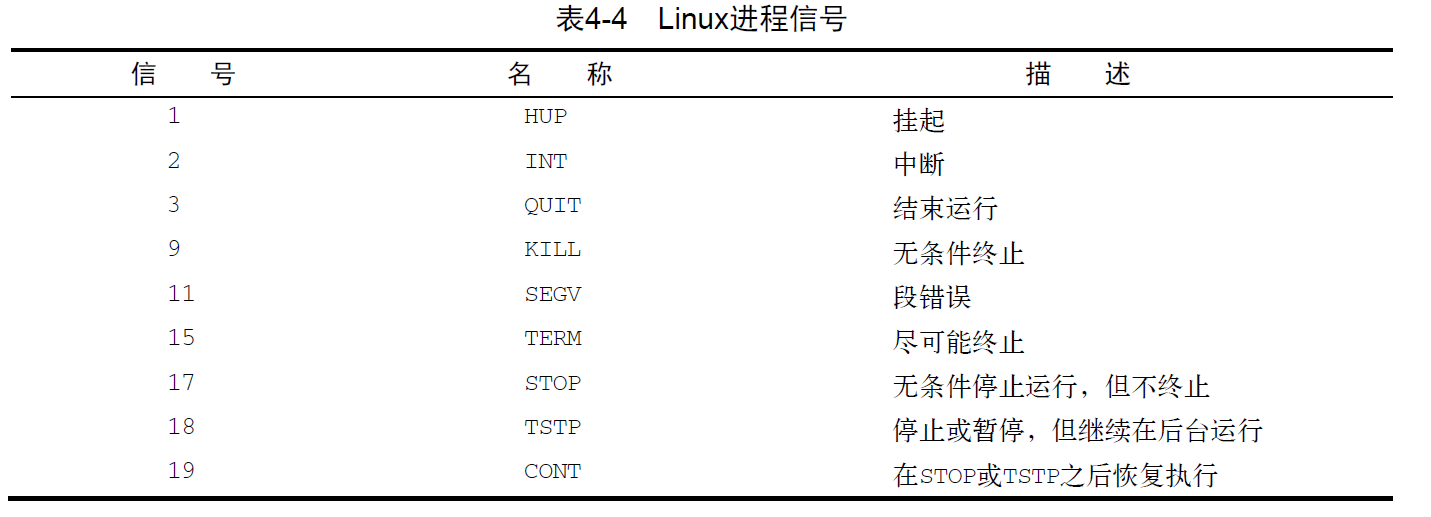 表4-4 Linux进程信号
信 号 名 称 描 述
1 HUP 挂起
2 INT 中断
3 QUIT 结束运行
9 KILL 无条件终止
11 SEGV 段错误
15 TERM 尽可能终止
17 STOP 无条件停止运行，但不终止
18 TSTP 停止或暂停，但继续在后台运行
19 CONT 在STOP或TSTP之后恢复执行